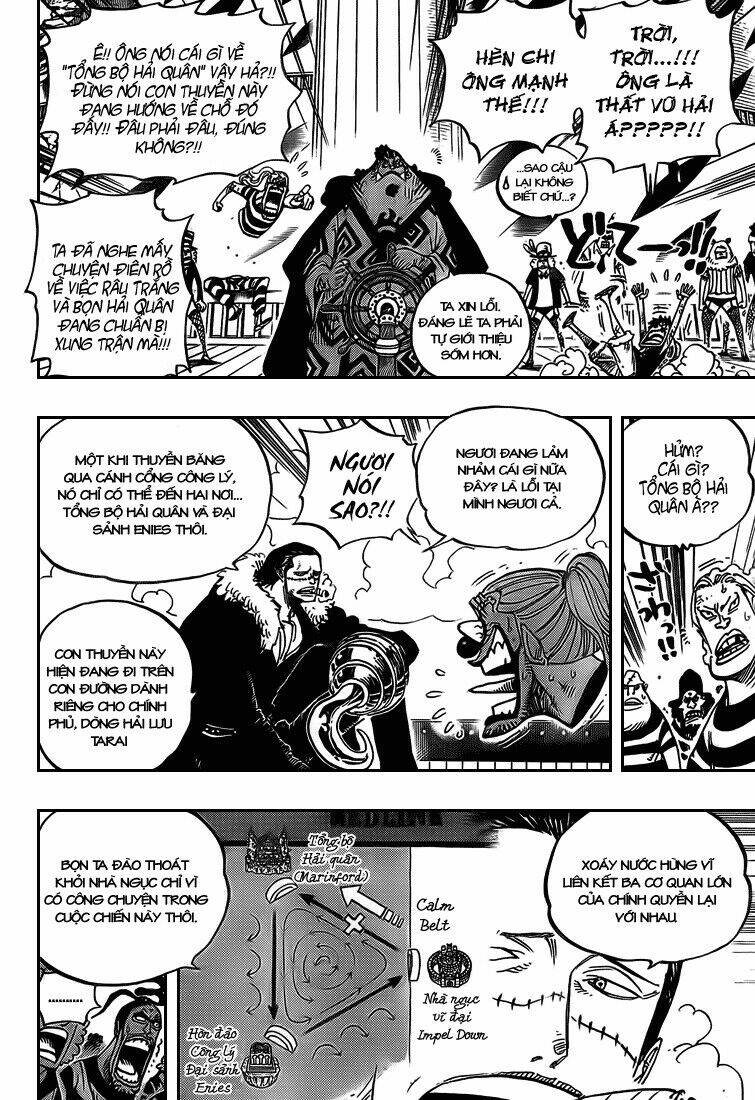 TRỜI,
TRỜI...!!!
ÔNG LÀ
THẤT VŨ HẢI
Á?????!!
HÈN CHI
ÔNG MẠNH
THẾ!!!
Ê!! ÔNG NÓI CÁI GÌ VỀ
"TỔNG BỘ HẢI QUÂN" VẬY HẢ?!!
ĐỪNG NÓI CON THUYỀN NÀY
ĐANG HƯỚNG VỀ CHỖ ĐÓ
ĐẤY!! ĐÂU PHẢI ĐÂU, ĐÚNG
KHÔNG?!!
...SAO CẬU
LẠI KHÔNG
BIẾT CHỨ...?
どてーっ!!
TA ĐÃ NGHE MẤY
CHUYỆN ĐIÊN RỒ
VỀ VIỆC RÂU TRẮNG
VÀ BỌN HẢI QUÂN
ĐANG CHUẨN BỊ
XUNG TRẬN MÀ!!!
TA XIN LỖI.
ĐÁNG LẼ TA PHẢI
TỰ GIỚI THIỆU
SỚM HƠN.
HỬM?
CÁI GÌ?
TỔNG BỘ HẢI
QUÂN Á??
NGƯƠI ĐANG LẢM
NHẢM CÁI GÌ NỮA
ĐÂY? LÀ LỖI TẠI
MÌNH NGƯƠI CẢ.
NGƯƠI
NÓI
SAO?!!
MỘT KHI THUYỀN BĂNG
QUA CÁNH CỔNG CÔNG LÝ,
NÓ CHỈ CÓ THỂ ĐẾN HAI NƠI...
TỔNG BỘ HẢI QUÂN VÀ ĐẠI
SẢNH ENIES THÔI.
CON THUYỀN NÀY
HIỆN ĐANG ĐI TRÊN
CON ĐƯỜNG DÀNH
RIÊNG CHO CHÍNH
PHỦ, DÒNG HẢI LƯU
TARAI
XOÁY NƯỚC HÙNG VĨ
LIÊN KẾT BA CƠ QUAN LỚN
CỦA CHÍNH QUYỀN LẠI
VỚI NHAU.
Tổng bộ
Hải quân
(Marinford)
Calm
Belt
Nhà ngục
vĩ đại
Impel Down
Hòn đảo
Công lý
Đại sảnh
Enies
BỌN TA ĐÀO THOÁT
KHỎI NHÀ NGỤC CHỈ VÌ
CÓ CÔNG CHUYỆN TRONG
CUỘC CHIẾN NÀY THÔI.
..........